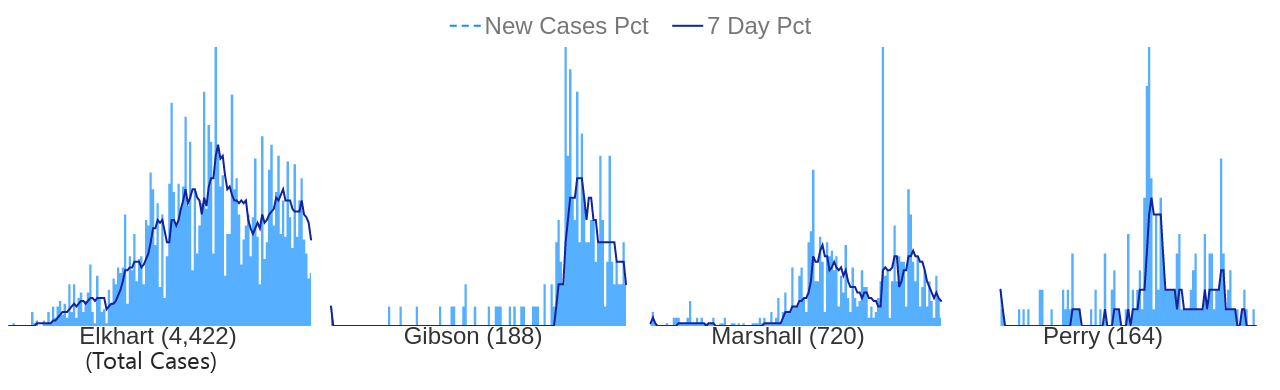 New Cases Pct 7 Day Pct
Elkhart (4,422) Gibson (188) Marshall (720) Perry (164)
(Total Cases)